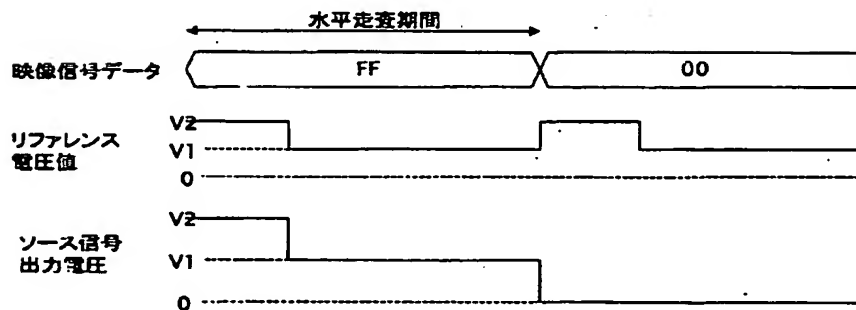 水平走査期間
映像信号データ
FF
00
リファレンス
電圧値
V2
V1
0
ソース信号
出力電圧
V2
V1
0